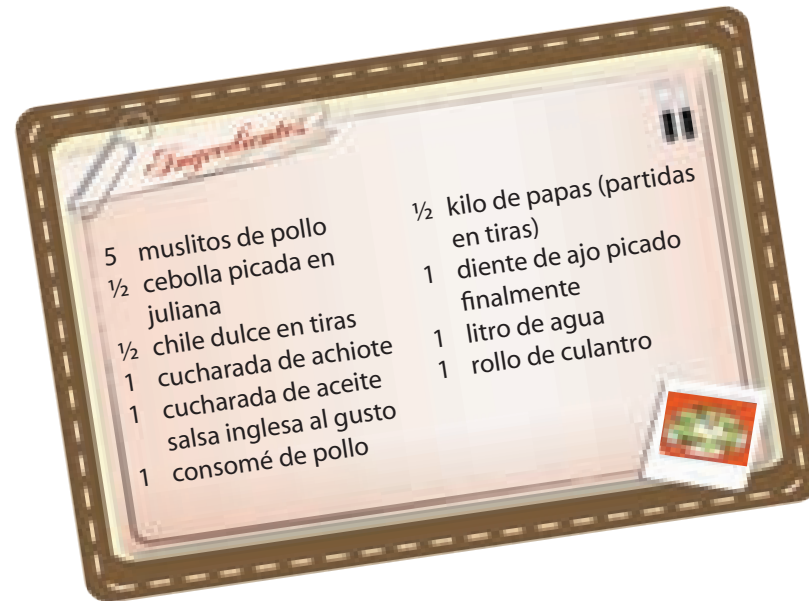 Ingredientes
5 muslitos de pollo
½ cebolla picada en
juliana
½ chile dulce en tiras
1 cucharada de achiote
1 cucharada de aceite
salsa inglesa al gusto
1 consomé de pollo
½ kilo de papas (partidas
en tiras)
1 diente de ajo picado
finalmente
1 litro de agua
1 rollo de culantro